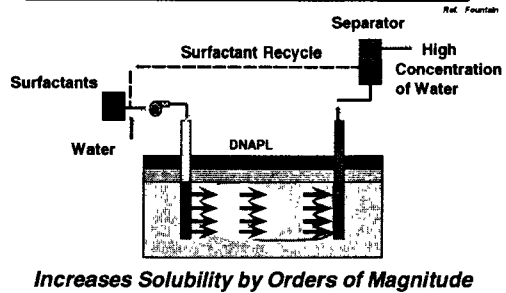 Ref. Fountain
Separator
Surfactant Recycle
High
Concentration
of Water
Surfactants
Water
DNAPL
Increases Solubility by Orders of Magnitude